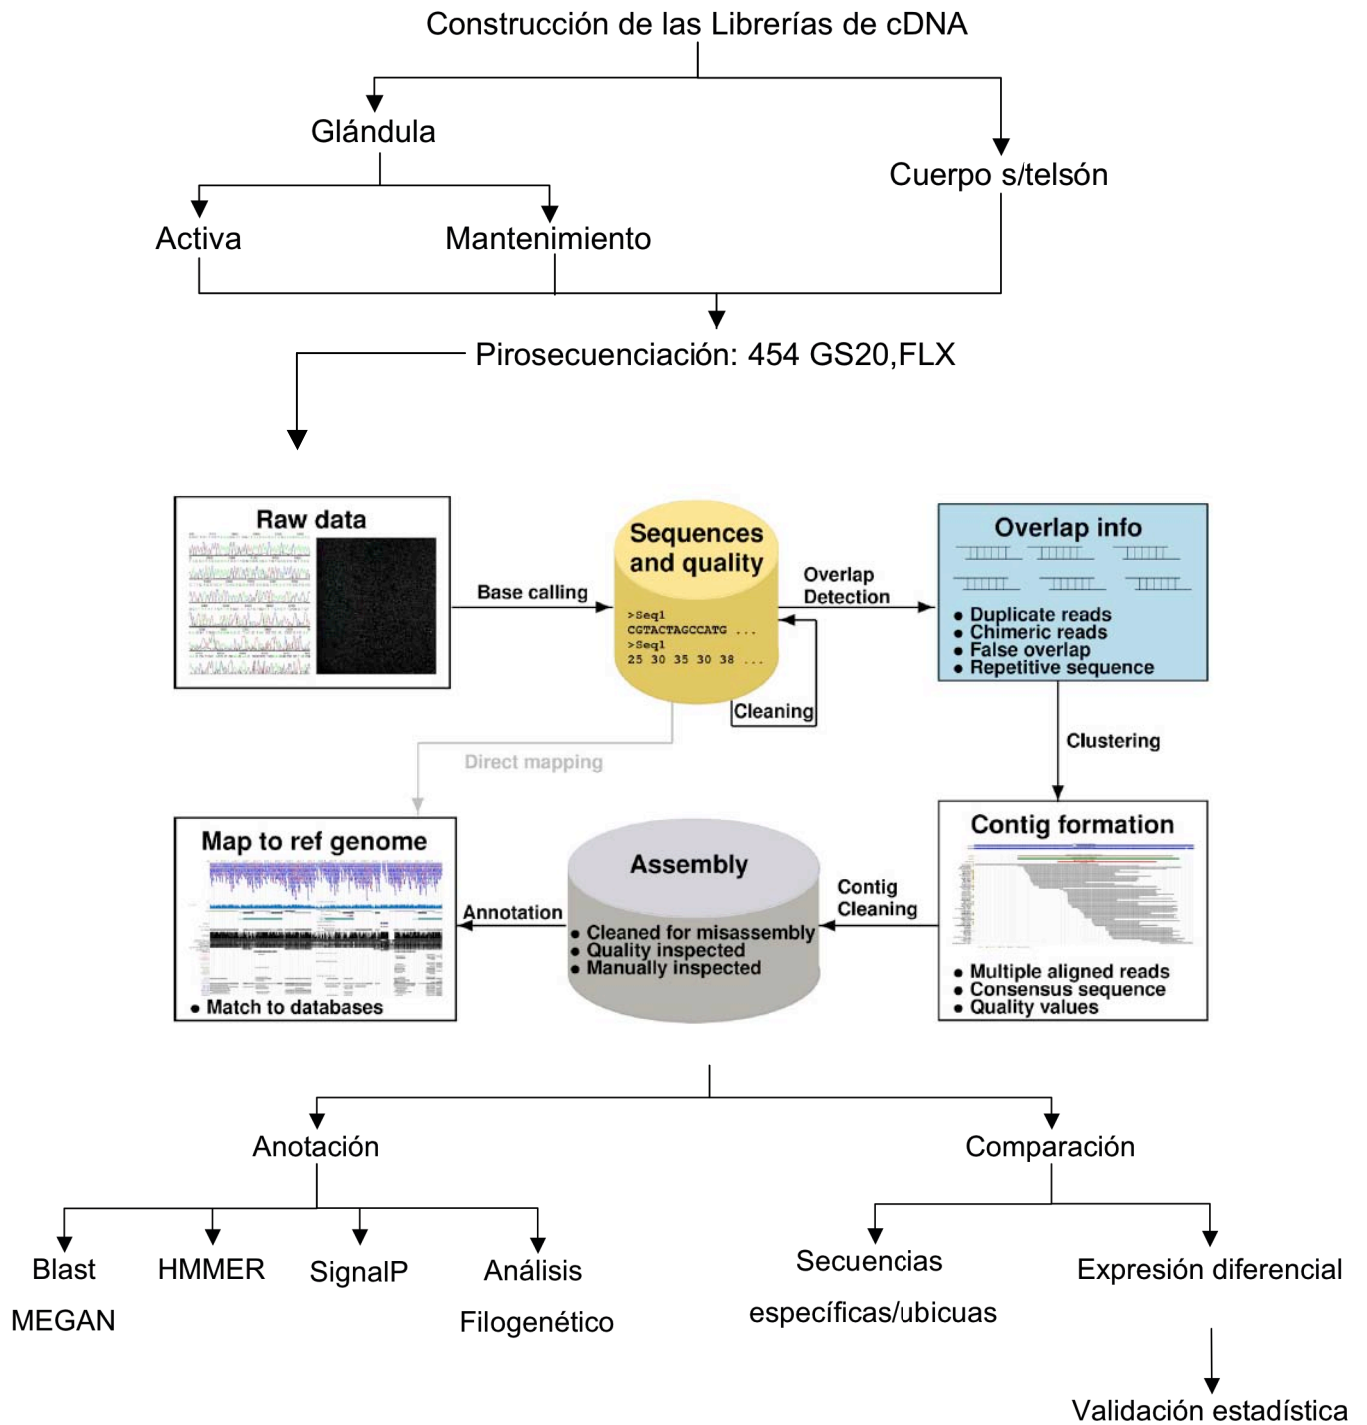 Construcción de las Librerías de cDNA
Glándula
Cuerpo s/telsón
Activa
Mantenimiento
Pirosecuenciación: 454 GS20,FLX
Raw data
Base calling
Sequences
and quality
>Seq1
CGTACTAGCCATG ...
>Seq1
25 30 35 30 38 ...
Cleaning
Overlap
Detection
Overlap info
● Duplicate reads
● Chimeric reads
● False overlap
● Repetitive sequence
Clustering
Direct mapping
Map to ref genome
● Match to databases
Annotation
Assembly
● Cleaned for misassembly
● Quality inspected
● Manually inspected
Contig
Cleaning
Contig formation
● Multiple aligned reads
● Consensus sequence
● Quality values
Anotación
Comparación
Blast
MEGAN
HMMER
SignalP
Análisis
Filogenético
Secuencias
específicas/ubicuas
Expresión diferencial
Validación estadística